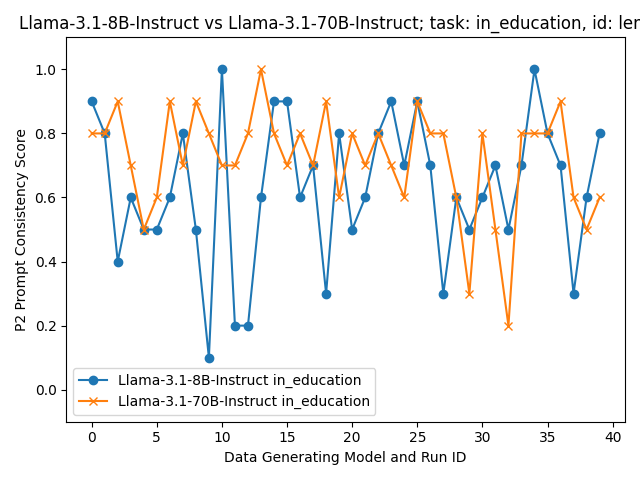 Llama-3.1-8B-Instruct vs Llama-3.1-70B-Instruct; task: in_education, id:
P2 Prompt Consistency Score
1.0
0.8
0.6
0.4
0.2
0.0
Llama-3.1-8B-Instruct in_education
Llama-3.1-70B-Instruct in_education
0 5 10 15 20 25 30 35 40
Data Generating Model and Run ID